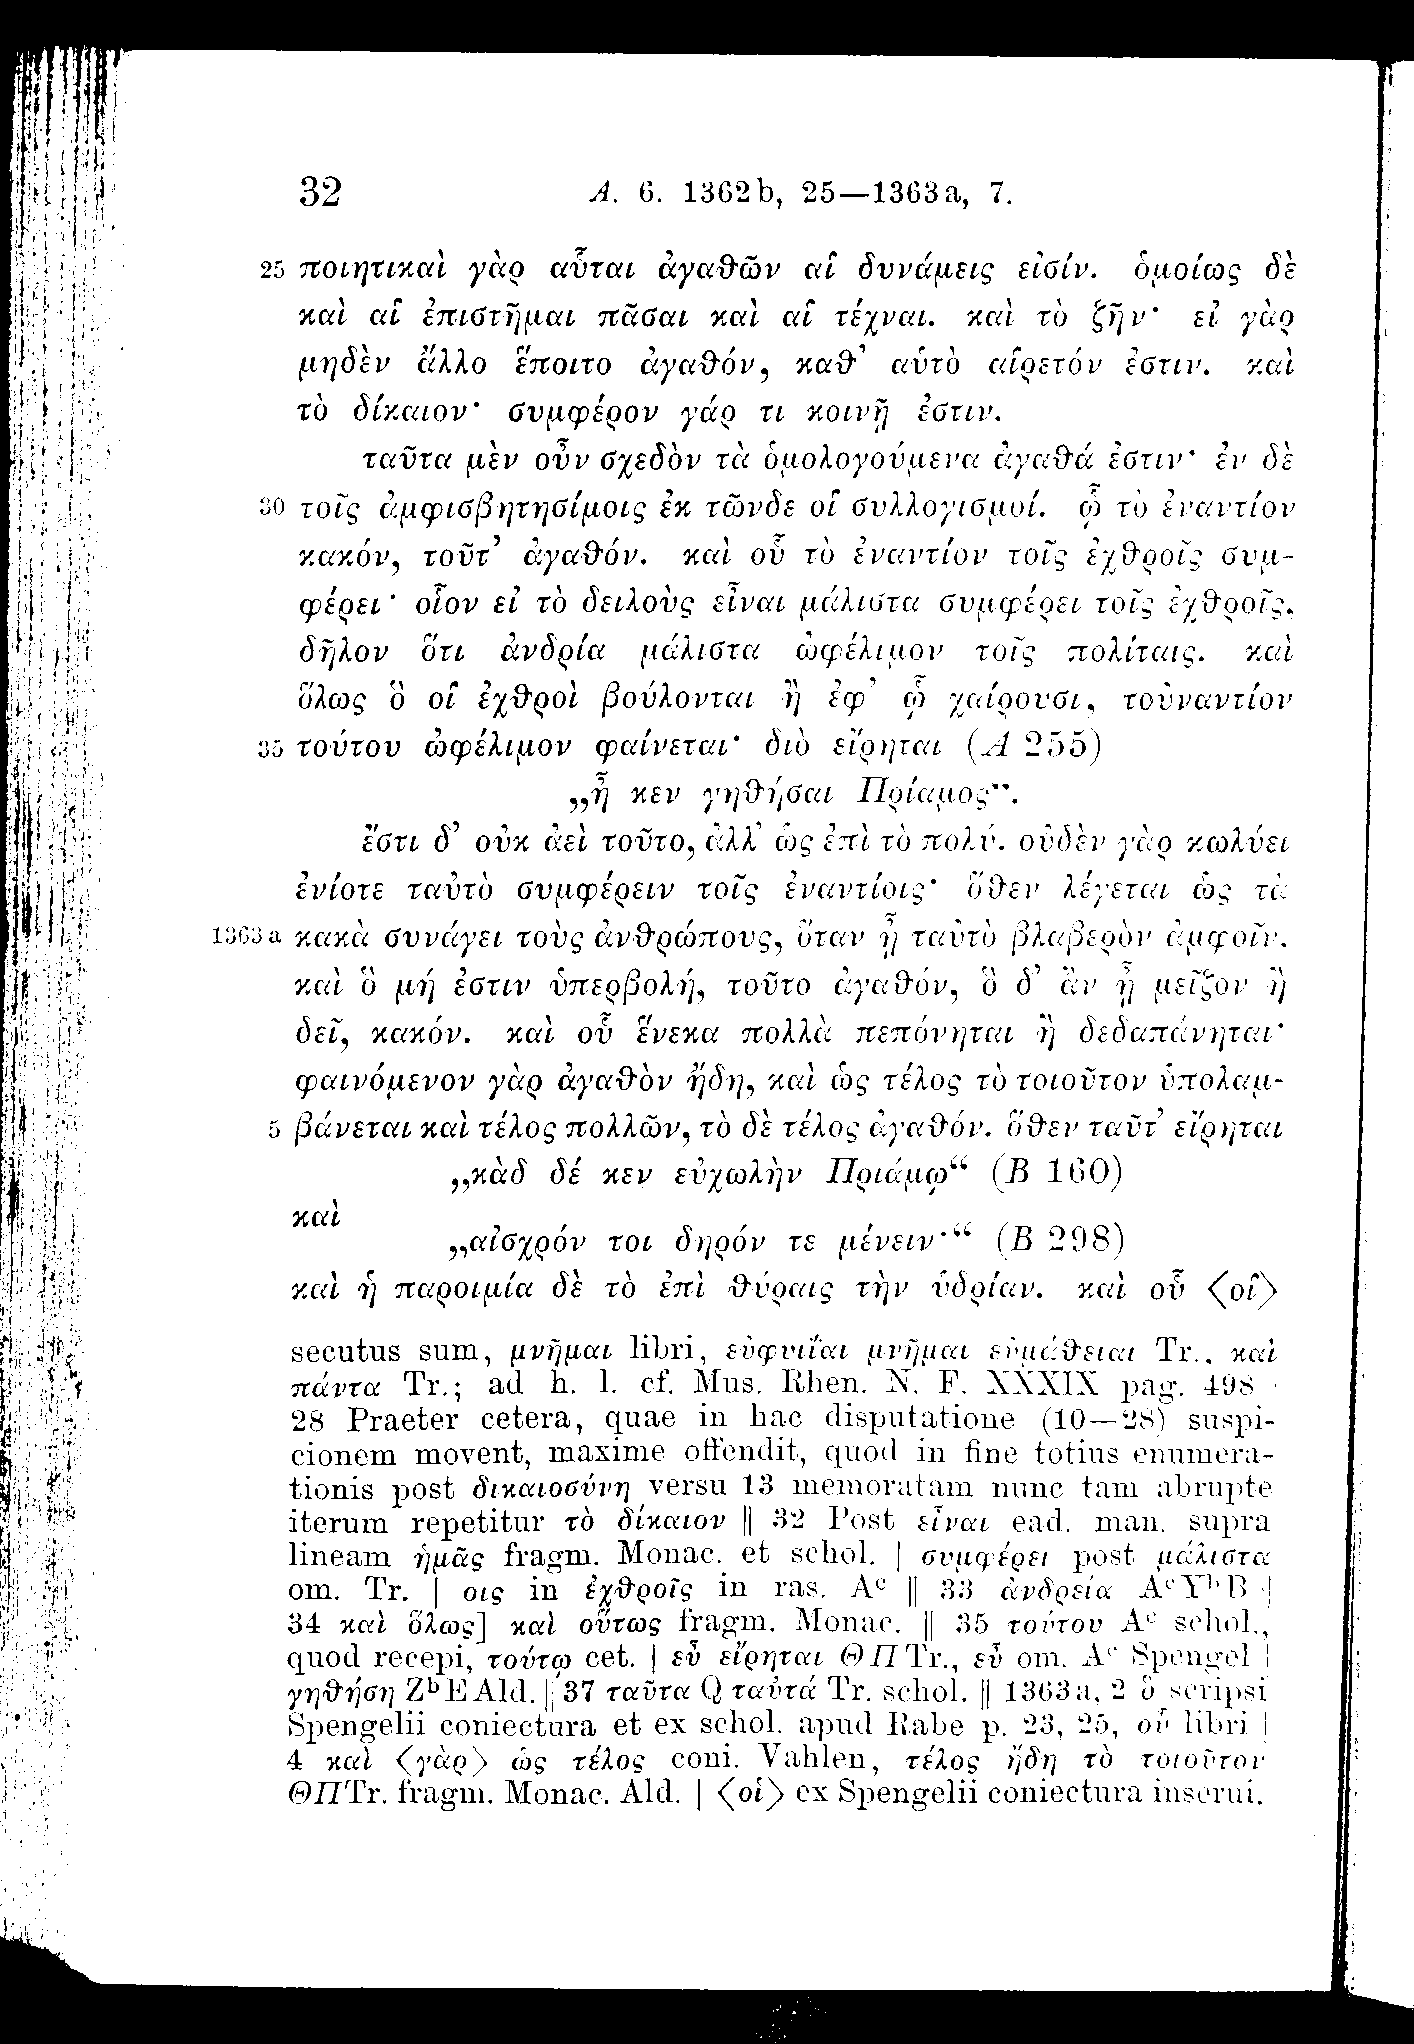 32 Α. 6. 1362 b, 25—1363 a, 7.
25 ποιητικαὶ γὰρ αὗται ἀγαθῶν αἱ δυνάμεις εἰσίν. ὁμοίως δὲ
καὶ αἱ ἐπιστῆμαι πᾶσαι καὶ αἱ τέχναι. καὶ τὸ ζῆν· εἰ γὰρ
μηδὲν ἄλλο ἕποιτο ἀγαθόν, καθ᾽ αὑτὸ αἱρετόν ἐστιν. καὶ
τὸ δίκαιον· συμφέρον γάρ τι κοινῇ ἐστιν.
ταῦτα μὲν οὖν σχεδὸν τὰ ὁμολογούμενα ἀγαθά ἐστιν· ἐν δὲ
30 τοῖς ἀμφισβητησίμοις ἐκ τῶνδε οἱ συλλογισμοί. ᾧ τὸ ἐναντίον
κακόν, τοῦτ᾽ ἀγαθόν. καὶ οὗ τὸ ἐναντίον τοῖς ἐχθροῖς συμ-
φέρει· οἷον εἰ τὸ δειλοὺς εἶναι μάλιστα συμφέρει τοῖς ἐχθροῖς,
δῆλον ὅτι ἀνδρία μάλιστα ὠφέλιμον τοῖς πολίταις. καὶ
ὅλως ὃ οἱ ἐχθροὶ βούλονται ἢ ἐφ᾽ ᾧ χαίρουσι, τοὐναντίον
35 τούτου ὠφέλιμον φαίνεται· διὸ εἴρηται (Α 255)
„ἦ κεν γηθήσαι Πρίαμος“.
ἔστι δ᾽ οὐκ ἀεὶ τοῦτο, ἀλλ᾽ ὡς ἐπὶ τὸ πολύ. οὐδὲν γὰρ κωλύει
ἐνίοτε ταὐτὸ συμφέρειν τοῖς ἐναντίοις· ὅθεν λέγεται ὡς τὰ
1363 a κακὰ συνάγει τοὺς ἀνθρώπους, ὅταν ᾖ ταὐτὸ βλαβερὸν ἀμφοῖν.
καὶ ὃ μή ἐστιν ὑπερβολή, τοῦτο ἀγαθόν, ὃ δ᾽ ἂν ᾖ μεῖζον ἢ
δεῖ, κακόν. καὶ οὗ ἕνεκα πολλὰ πεπόνηται ἢ δεδαπάνηται·
φαινόμενον γὰρ ἀγαθὸν ἤδη, καὶ ὡς τέλος τὸ τοιοῦτον ὑπολαμ-
5 βάνεται καὶ τέλος πολλῶν, τὸ δὲ τέλος ἀγαθόν. ὅθεν ταῦτ᾽ εἴρηται
„κὰδ δέ κεν εὐχωλὴν Πριάμῳ“ (Β 160)
καὶ
„αἰσχρόν τοι δηρόν τε μένειν·“ (Β 298)
καὶ ἡ παροιμία δὲ τὸ ἐπὶ θύραις τὴν ὑδρίαν. καὶ οὗ ⟨οἱ⟩
secutus sum, μνῆμαι libri, εὐφυΐαι μνῆμαι εὐμάθειαι Tr., καὶ
πάντα Tr.; ad h. l. cf. Mus. Rhen. N. F. XXXIX pag. 498
28 Praeter cetera, quae in hac disputatione (10—28) suspi-
cionem movent, maxime offendit, quod in fine totius enumera-
tionis post δικαιοσύνη versu 13 memoratam nunc tam abrupte
iterum repetitur τὸ δίκαιον || 32 Post εἶναι ead. man. supra
lineam ἡμᾶς fragm. Monac. et schol. | συμφέρει post μάλιστα
om. Tr. | οις in ἐχθροῖς in ras. Aᶜ || 33 ἀνδρεία AᶜYᵇB |
34 καὶ ὅλως] καὶ οὕτως fragm. Monac. || 35 τούτου Aᶜ schol.,
quod recepi, τούτῳ cet. | εὖ εἴρηται ΘΠTr., εὖ om. Aᶜ Spengel |
γηθήσῃ ZᵇEAld. || 37 ταῦτα Q ταὐτά Tr. schol. || 1363a, 2 ὃ scripsi
Spengelii coniectura et ex schol. apud Rabe p. 23, 25, οὗ libri |
4 καὶ ⟨γὰρ⟩ ὡς τέλος coni. Vahlen, τέλος ἤδη τὸ τοιοῦτον
ΘΠTr. fragm. Monac. Ald. | ⟨οἱ⟩ ex Spengelii coniectura inserui.